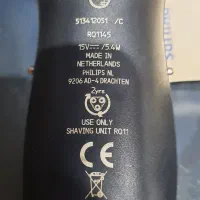 513412051 /C
RQ1145
15V⎓/5.4W
MADE IN
NETHERLANDS
PHILIPS NL
9206 AD-4 DRACHTEN
2yrs
USE ONLY
SHAVING UNIT RQ11
CE